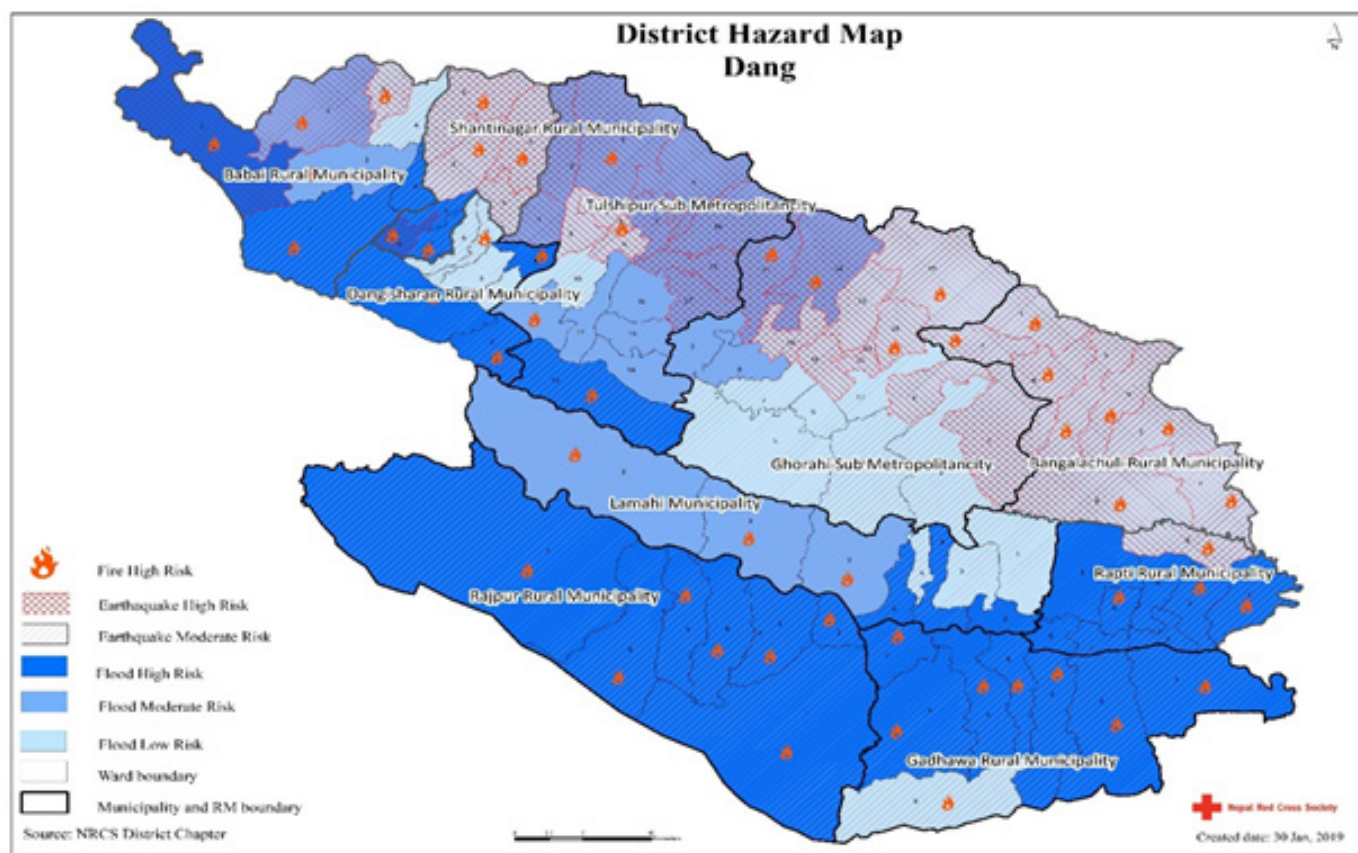 District Hazard Map
Dang
Shantinagar Rural Municipality
Babai Rural Municipality
Tulshipur Sub Metropolitancity
Dangisharan Rural Municipality
Ghorahi Sub Metropolitancity
Bangalachuli Rural Municipality
Lamahi Municipality
Rapti Rural Municipality
Rajpur Rural Municipality
Gadhawa Rural Municipality
Fire High Risk
Earthaquake High Risk
Earthquake Moderate Risk
Flood High Risk
Flood Moderate Risk
Flood Low Risk
Ward boundary
Municipality and RM boundary
Source: NRCS District Chapter
Nepal Red Cross Society
Created date: 30 Jan, 2019